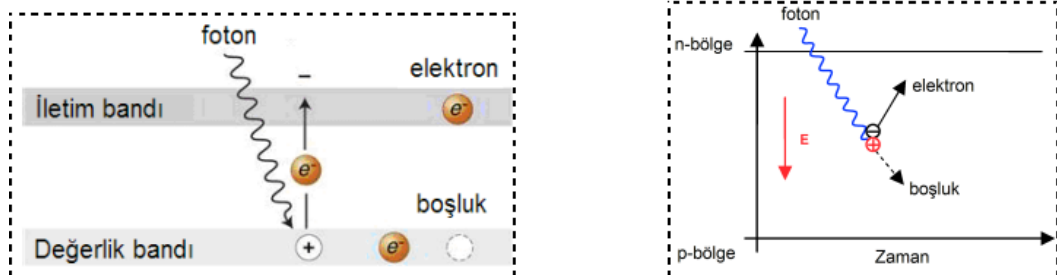 foton
–
elektron
İletim bandı
e-
e-
boşluk
Değerlik bandı
+
e-
foton
n-bölge
elektron
E
boşluk
p-bölge
Zaman